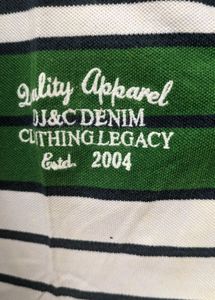 Quality Apparel
DJ&C DENIM
CLOTHING LEGACY
Estd. 2004